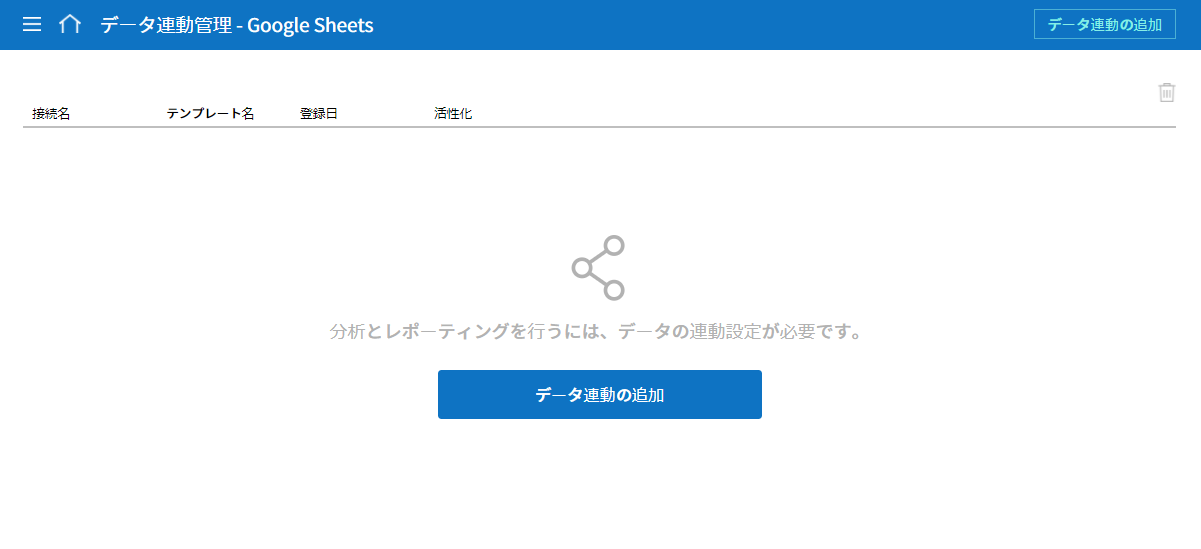 データ連動管理 - Google Sheets
データ連動の追加
接続名 テンプレート名 登録日 活性化
分析とレポーティングを行うには、データの連動設定が必要です。
データ連動の追加